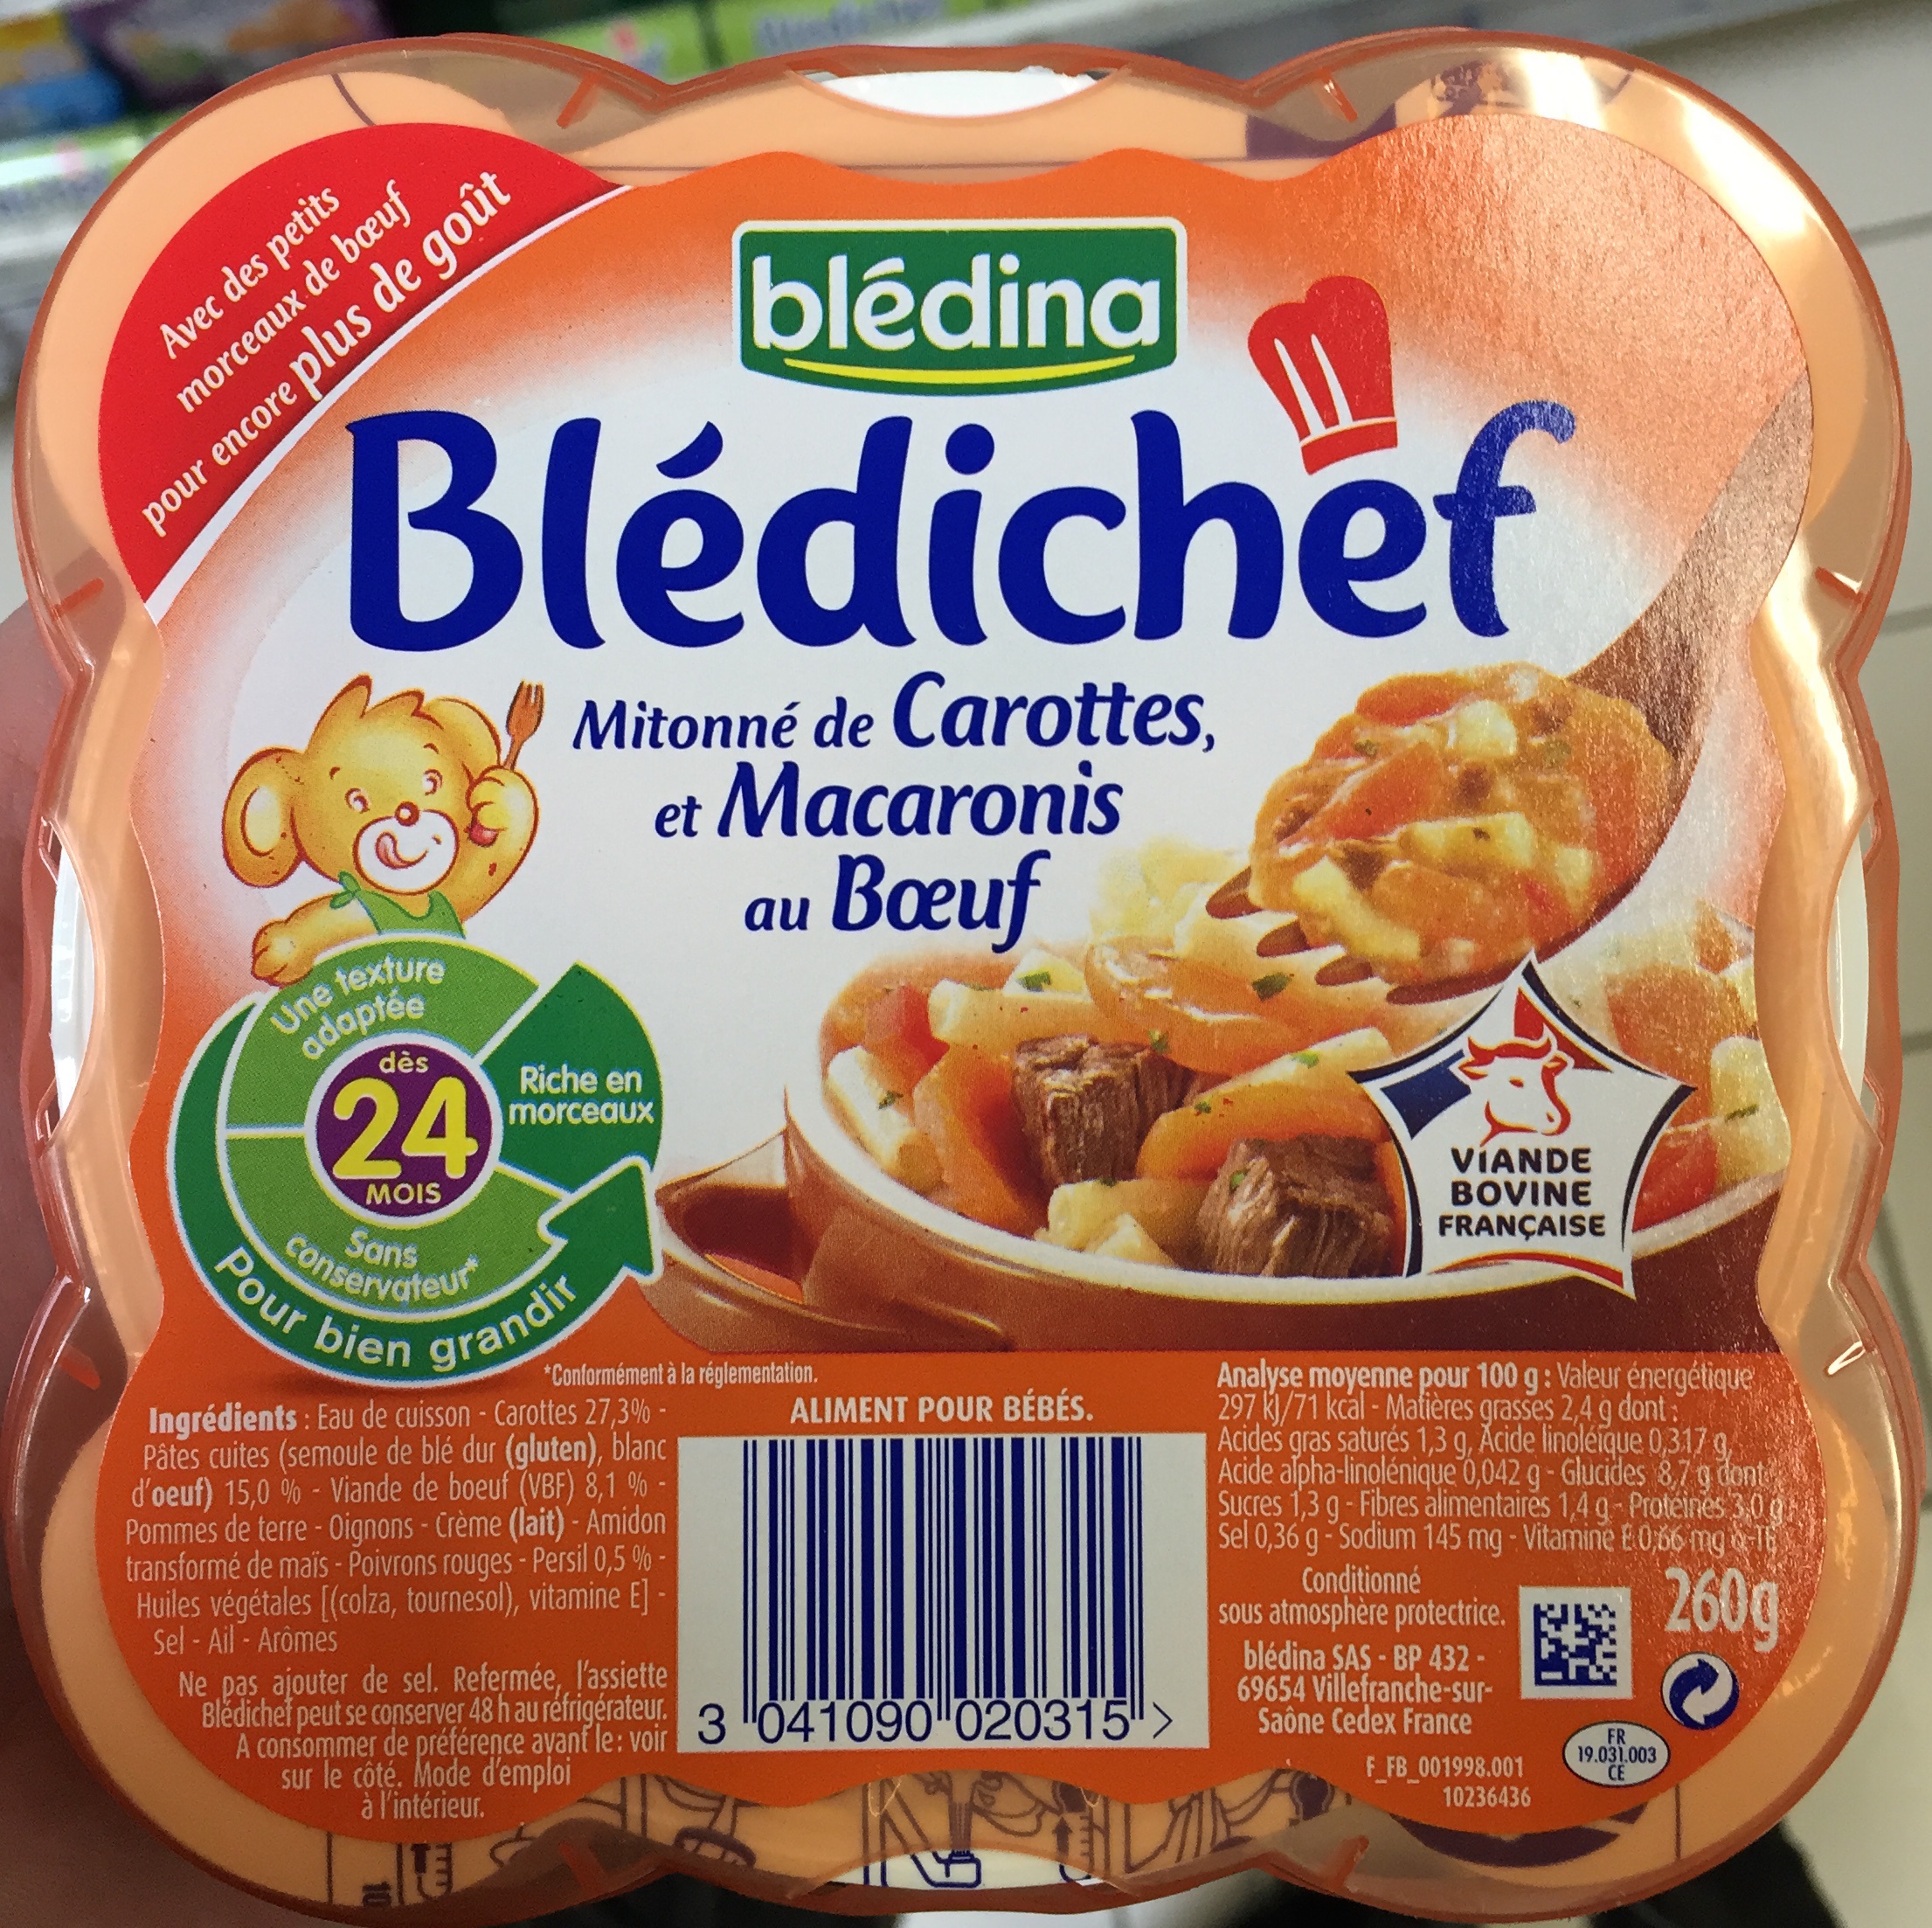 Avec des petits
morceaux de bœuf
pour encore plus de goût
blédina
Blédichef
Mitonné de Carottes,
et Macaronis
au Bœuf
Une texture
adaptée
dès
24
MOIS
Riche en
morceaux
Sans
conservateur*
Pour bien grandir
VIANDE
BOVINE
FRANÇAISE
*Conformément à la réglementation.
Ingrédients : Eau de cuisson - Carottes 27,3% -
Pâtes cuites (semoule de blé dur (gluten), blanc
d'oeuf) 15,0 % - Viande de boeuf (VBF) 8,1 % -
Pommes de terre - Oignons - Crème (lait) - Amidon
transformé de maïs - Poivrons rouges - Persil 0,5 % -
Huiles végétales [(colza, tournesol), vitamine E] -
Sel - Ail - Arômes
Ne pas ajouter de sel. Refermée, l'assiette
Blédichef peut se conserver 48 h au réfrigérateur.
A consommer de préférence avant le : voir
sur le côté. Mode d'emploi
à l'intérieur.
ALIMENT POUR BÉBÉS.
3 041090 020315 >
Analyse moyenne pour 100 g : Valeur énergétique
297 kJ/71 kcal - Matières grasses 2,4 g dont :
Acides gras saturés 1,3 g, Acide linoléique 0,317 g,
Acide alpha-linolénique 0,042 g - Glucides 8,7 g dont
Sucres 1,3 g - Fibres alimentaires 1,4 g - Protéines 3,0 g
Sel 0,36 g - Sodium 145 mg - Vitamine E 0,66 mg α-TE
Conditionné
sous atmosphère protectrice.
260g
blédina SAS - BP 432 -
69654 Villefranche-sur-
Saône Cedex France
FR
19.031.003
CE
F_FB_001998.001
10236436